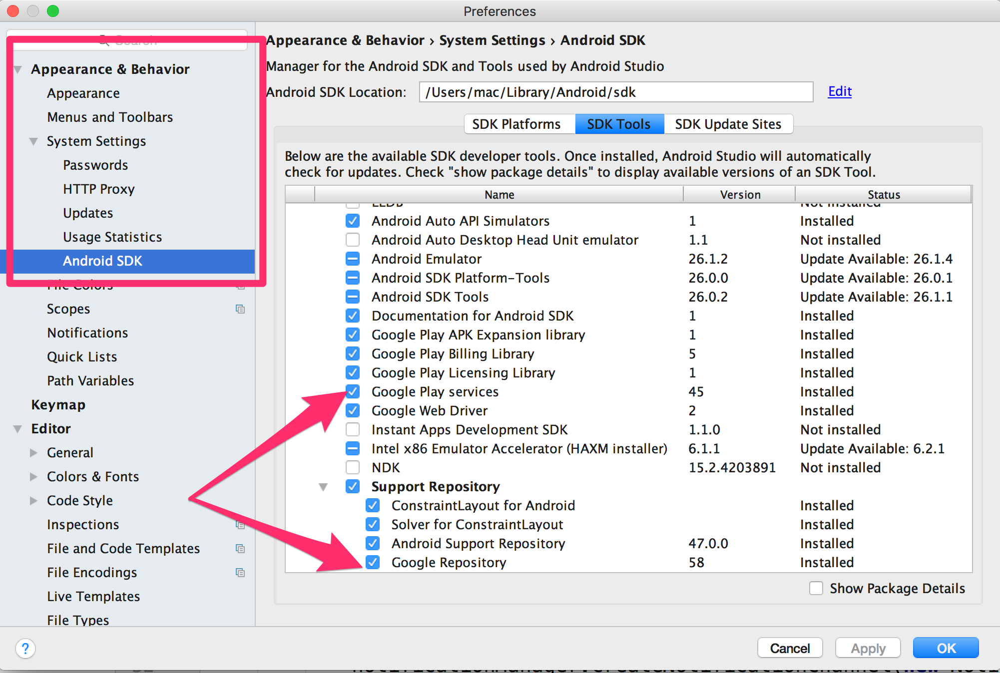 Preferences
Search
Appearance & Behavior
Appearance
Menus and Toolbars
System Settings
Passwords
HTTP Proxy
Updates
Usage Statistics
Android SDK
File Colors
Scopes
Notifications
Quick Lists
Path Variables
Keymap
Editor
General
Colors & Fonts
Code Style
Inspections
File and Code Templates
File Encodings
Live Templates
File Types
Appearance & Behavior › System Settings › Android SDK
Manager for the Android SDK and Tools used by Android Studio
Android SDK Location: /Users/mac/Library/Android/sdk Edit
SDK Platforms SDK Tools SDK Update Sites
Below are the available SDK developer tools. Once installed, Android Studio will automatically
check for updates. Check "show package details" to display available versions of an SDK Tool.
Name Version Status
LLDB Not installed
Android Auto API Simulators 1 Installed
Android Auto Desktop Head Unit emulator 1.1 Not installed
Android Emulator 26.1.2 Update Available: 26.1.4
Android SDK Platform-Tools 26.0.0 Update Available: 26.0.1
Android SDK Tools 26.0.2 Update Available: 26.1.1
Documentation for Android SDK 1 Installed
Google Play APK Expansion library 1 Installed
Google Play Billing Library 5 Installed
Google Play Licensing Library 1 Installed
Google Play services 45 Installed
Google Web Driver 2 Installed
Instant Apps Development SDK 1.1.0 Not installed
Intel x86 Emulator Accelerator (HAXM installer) 6.1.1 Update Available: 6.2.1
NDK 15.2.4203891 Not installed
Support Repository
ConstraintLayout for Android Installed
Solver for ConstraintLayout Installed
Android Support Repository 47.0.0 Installed
Google Repository 58 Installed
Show Package Details
? Cancel Apply OK
notificationManager.createNotificationChannel(new Noti